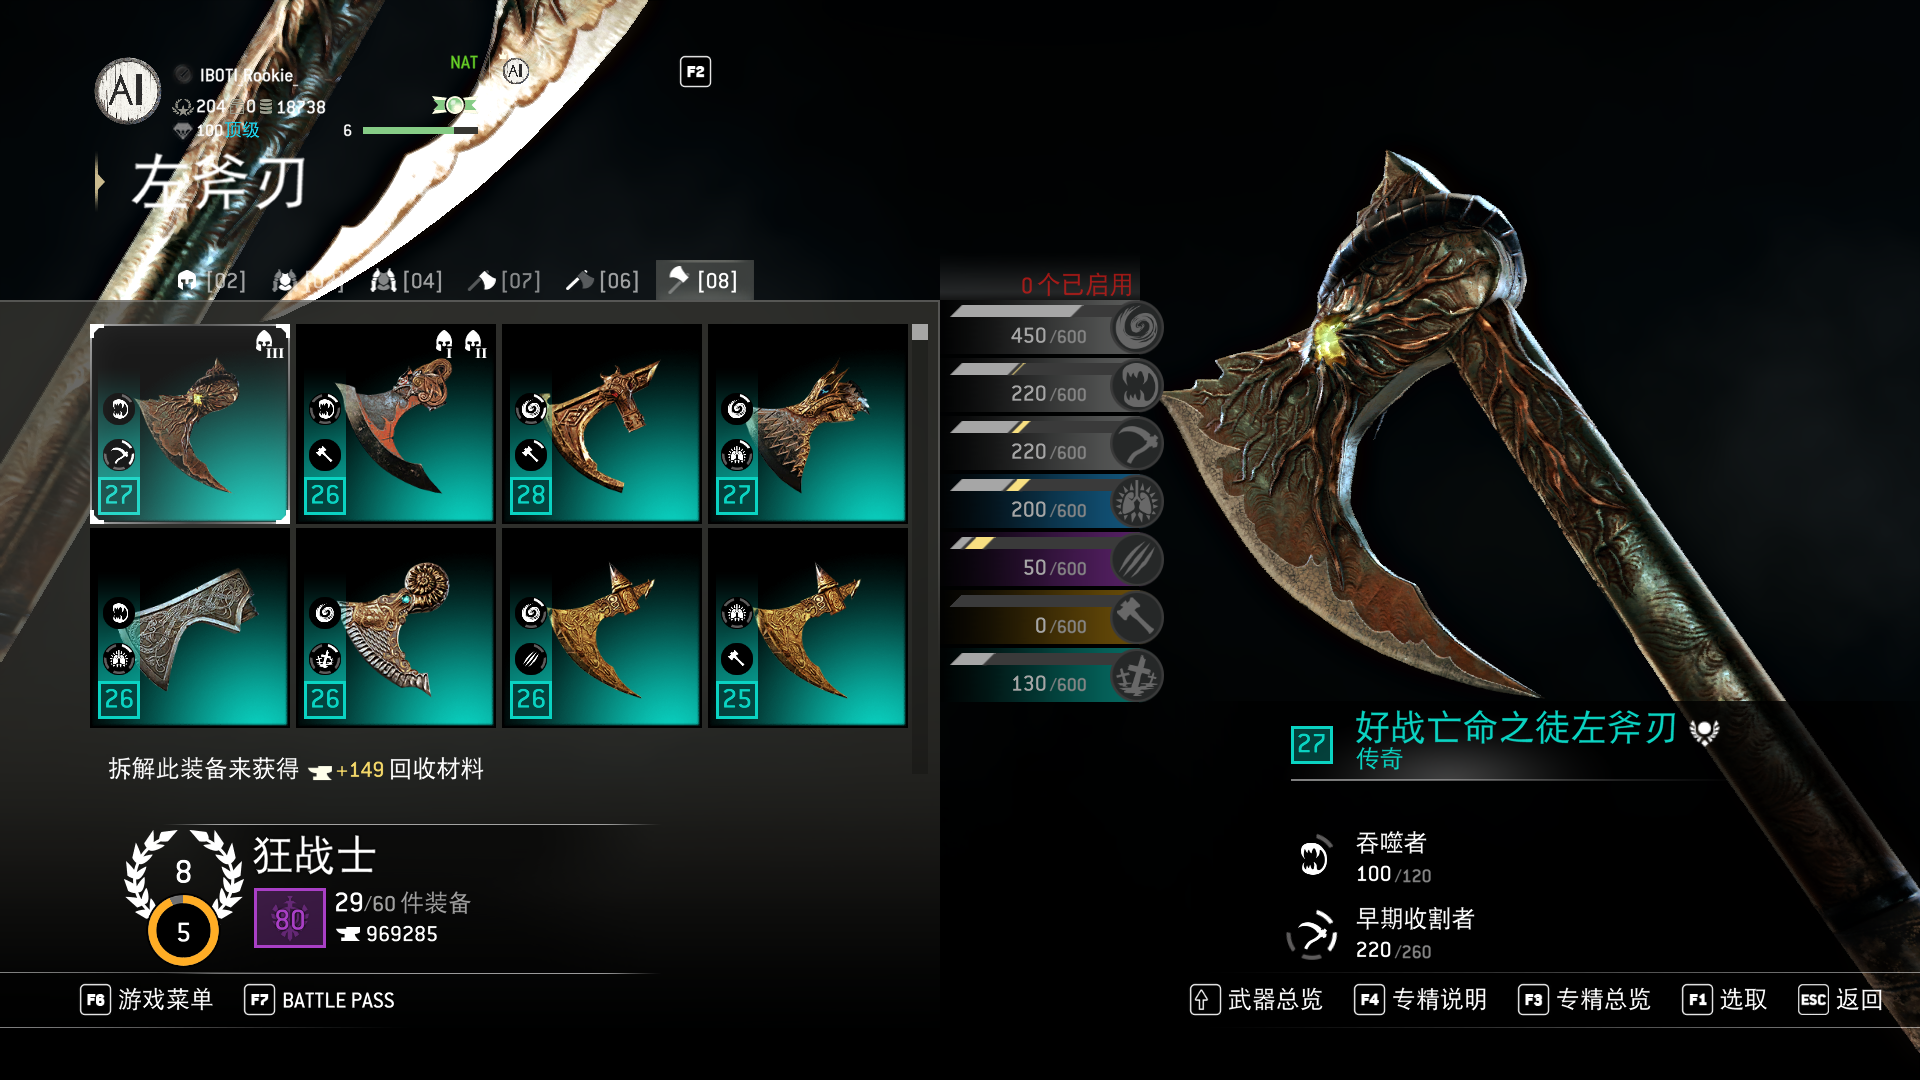 AI
IBOTI Rookie
204 0 18738
100 顶级
6
NAT
AI
F2
左斧刃
[02]
[04]
[07]
[06]
[08]
0 个已启用
III
27
I II
26
28
27
26
26
26
25
450/600
220/600
220/600
200/600
50/600
0/600
130/600
拆解此装备来获得 +149 回收材料
8
5
狂战士
80
29/60 件装备
969285
27
好战亡命之徒左斧刃
传奇
吞噬者
100/120
早期收割者
220/260
F6 游戏菜单
F7 BATTLE PASS
武器总览
F4 专精说明
F3 专精总览
F1 选取
ESC 返回